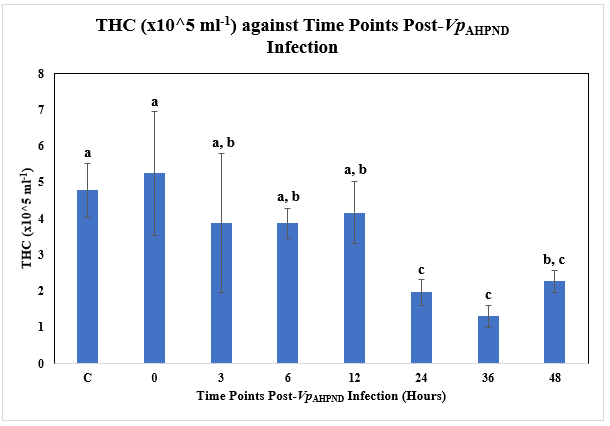 THC (x10^5 ml-1) against Time Points Post-VpAHPND
Infection
THC (x10^5 ml-1)
8
7
6
5
4
3
2
1
0
a
a
a, b
a, b
a, b
c
c
b, c
C 0 3 6 12 24 36 48
Time Points Post-VpAHPND Infection (Hours)